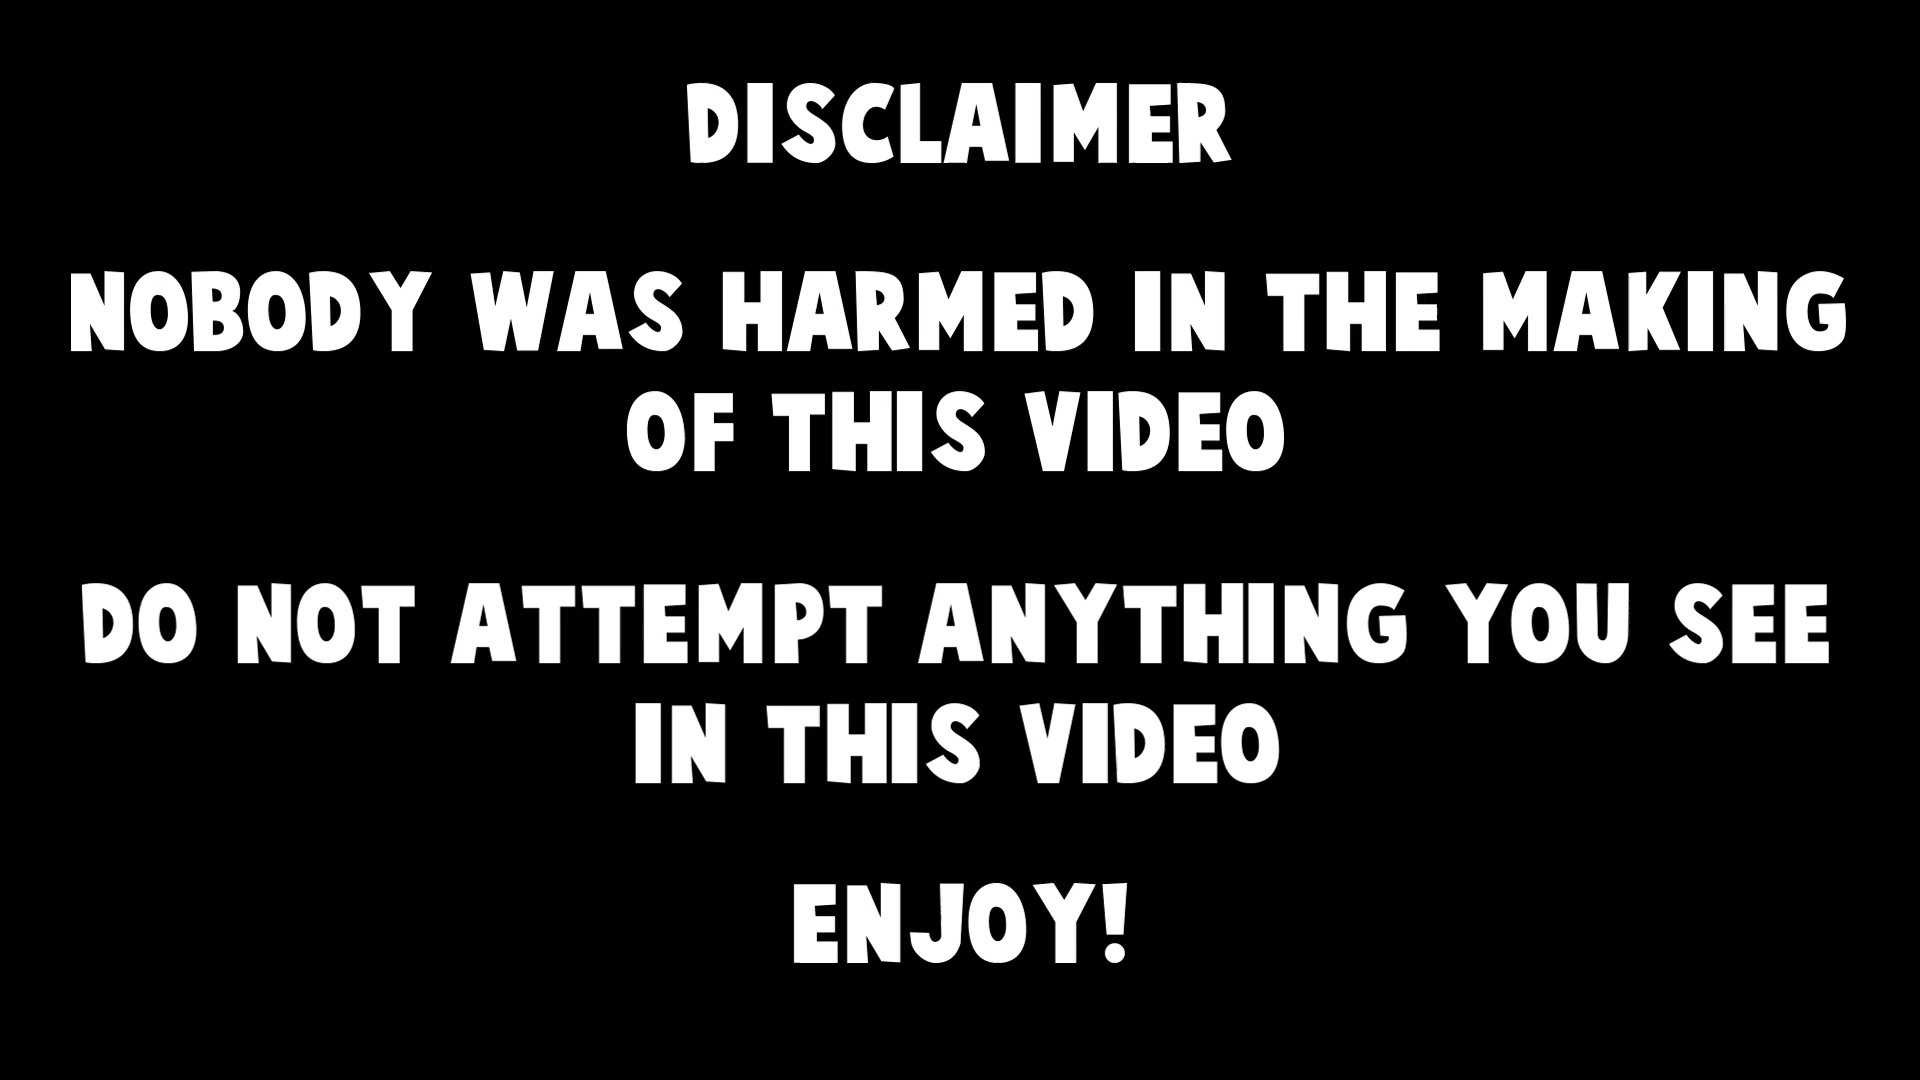 DISCLAIMER
NOBODY WAS HARMED IN THE MAKING
OF THIS VIDEO
DO NOT ATTEMPT ANYTHING YOU SEE
IN THIS VIDEO
ENJOY!